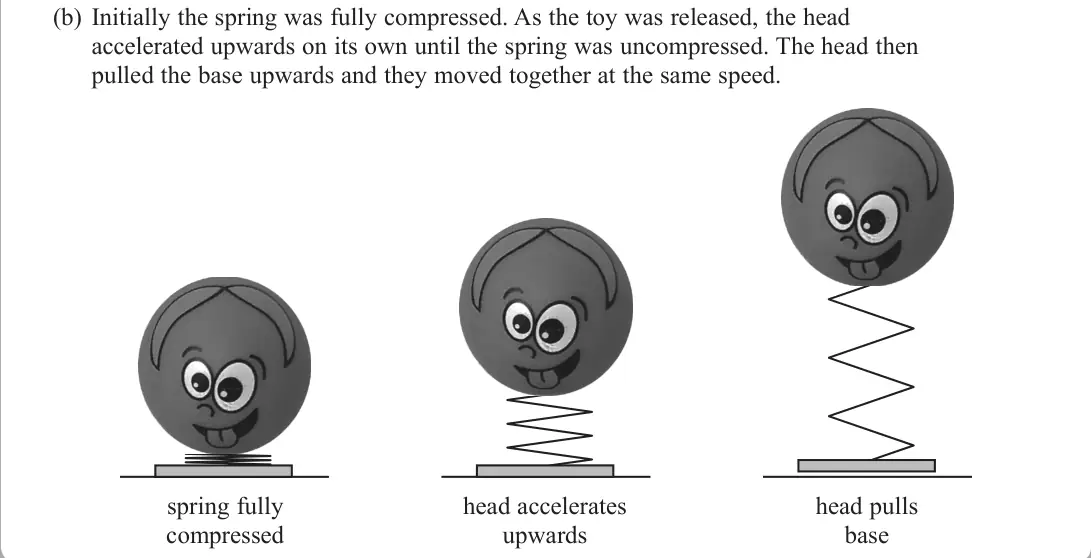 (b) Initially the spring was fully compressed. As the toy was released, the head
accelerated upwards on its own until the spring was uncompressed. The head then
pulled the base upwards and they moved together at the same speed.
spring fully
compressed
head accelerates
upwards
head pulls
base